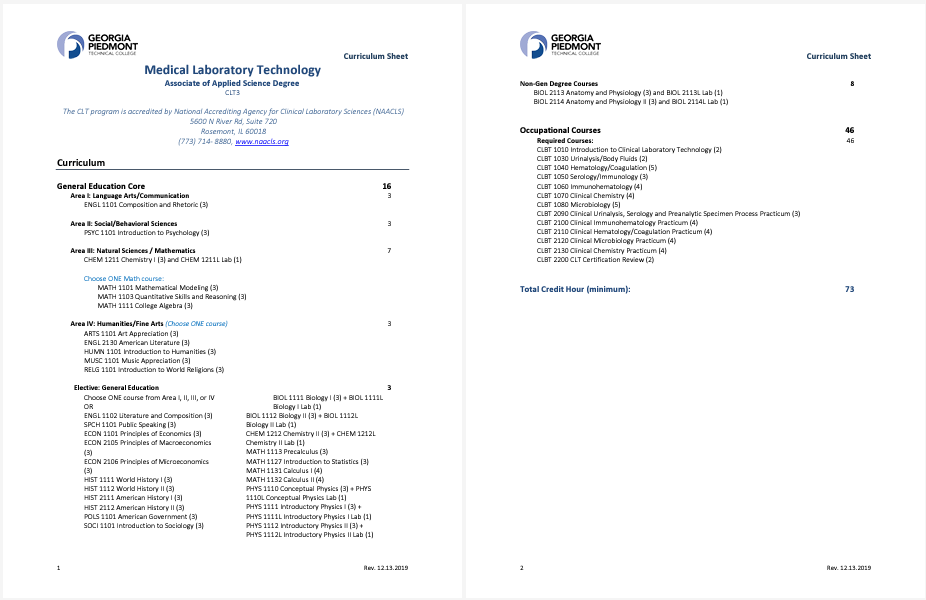 GEORGIA
PIEDMONT
TECHNICAL COLLEGE
Curriculum Sheet
Medical Laboratory Technology
Associate of Applied Science Degree
CLT3
The CLT program is accredited by National Accrediting Agency for Clinical Laboratory Sciences (NAACLS)
5600 N River Rd, Suite 720
Rosemont, IL 60018
(773) 714- 8880, www.naacls.org
Curriculum
General Education Core 16
Area I: Language Arts/Communication 3
ENGL 1101 Composition and Rhetoric (3)
Area II: Social/Behavioral Sciences 3
PSYC 1101 Introduction to Psychology (3)
Area III: Natural Sciences / Mathematics 7
CHEM 1211 Chemistry I (3) and CHEM 1211L Lab (1)
Choose ONE Math course:
MATH 1101 Mathematical Modeling (3)
MATH 1103 Quantitative Skills and Reasoning (3)
MATH 1111 College Algebra (3)
Area IV: Humanities/Fine Arts (Choose ONE course) 3
ARTS 1101 Art Appreciation (3)
ENGL 2130 American Literature (3)
HUMN 1101 Introduction to Humanities (3)
MUSC 1101 Music Appreciation (3)
RELG 1101 Introduction to World Religions (3)
Elective: General Education 3
Choose ONE course from Area I, II, III, or IV
OR
ENGL 1102 Literature and Composition (3)
SPCH 1101 Public Speaking (3)
ECON 1101 Principles of Economics (3)
ECON 2105 Principles of Macroeconomics
(3)
ECON 2106 Principles of Microeconomics
(3)
HIST 1111 World History I (3)
HIST 1112 World History II (3)
HIST 2111 American History I (3)
HIST 2112 American History II (3)
POLS 1101 American Government (3)
SOCI 1101 Introduction to Sociology (3)
BIOL 1111 Biology I (3) + BIOL 1111L
Biology I Lab (1)
BIOL 1112 Biology II (3) + BIOL 1112L
Biology II Lab (1)
CHEM 1212 Chemistry II (3) + CHEM 1212L
Chemistry II Lab (1)
MATH 1113 Precalculus (3)
MATH 1127 Introduction to Statistics (3)
MATH 1131 Calculus I (4)
MATH 1132 Calculus II (4)
PHYS 1110 Conceptual Physics (3) + PHYS
1110L Conceptual Physics Lab (1)
PHYS 1111 Introductory Physics I (3) +
PHYS 1111L Introductory Physics I Lab (1)
PHYS 1112 Introductory Physics II (3) +
PHYS 1112L Introductory Physics II Lab (1)
1 Rev. 12.13.2019
GEORGIA
PIEDMONT
TECHNICAL COLLEGE
Curriculum Sheet
Non-Gen Degree Courses 8
BIOL 2113 Anatomy and Physiology (3) and BIOL 2113L Lab (1)
BIOL 2114 Anatomy and Physiology II (3) and BIOL 2114L Lab (1)
Occupational Courses 46
Required Courses: 46
CLBT 1010 Introduction to Clinical Laboratory Technology (2)
CLBT 1030 Urinalysis/Body Fluids (2)
CLBT 1040 Hematology/Coagulation (5)
CLBT 1050 Serology/Immunology (3)
CLBT 1060 Immunohematology (4)
CLBT 1070 Clinical Chemistry (4)
CLBT 1080 Microbiology (5)
CLBT 2090 Clinical Urinalysis, Serology and Preanalytic Specimen Process Practicum (3)
CLBT 2100 Clinical Immunohematology Practicum (4)
CLBT 2110 Clinical Hematology/Coagulation Practicum (4)
CLBT 2120 Clinical Microbiology Practicum (4)
CLBT 2130 Clinical Chemistry Practicum (4)
CLBT 2200 CLT Certification Review (2)
Total Credit Hour (minimum): 73
2 Rev. 12.13.2019